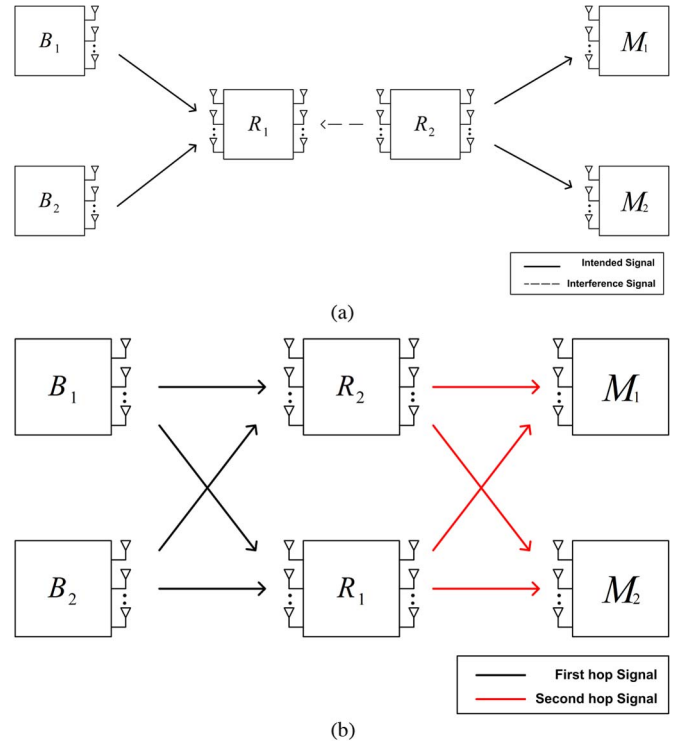 B1
M1
R1
R2
B2
M2
Intended Signal
Interference Signal
(a)
B1
R2
M1
B2
R1
M2
First hop Signal
Second hop Signal
(b)